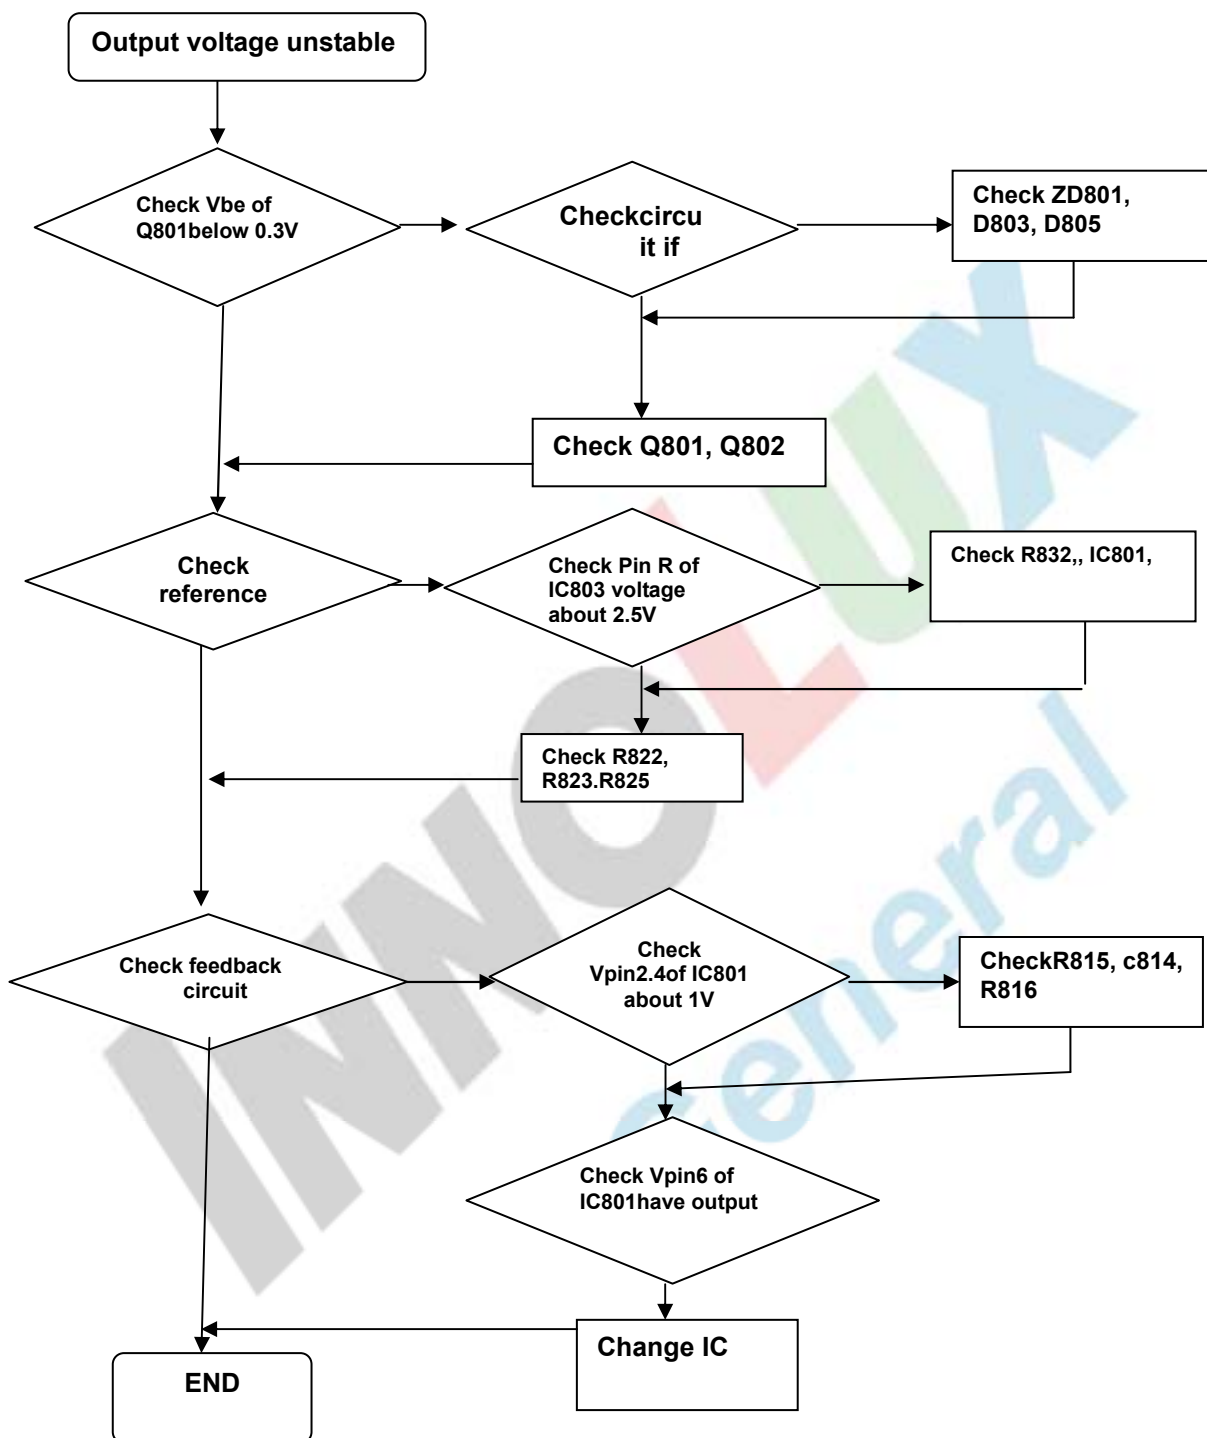 Output voltage unstable
Check Vbe of
Q801below 0.3V
Checkcircu
it if
Check ZD801,
D803, D805
Check Q801, Q802
Check
reference
Check Pin R of
IC803 voltage
about 2.5V
Check R832,, IC801,
Check R822,
R823.R825
Check feedback
circuit
Check
Vpin2.4of IC801
about 1V
CheckR815, c814,
R816
Check Vpin6 of
IC801have output
Change IC
END
INNOLUX
General